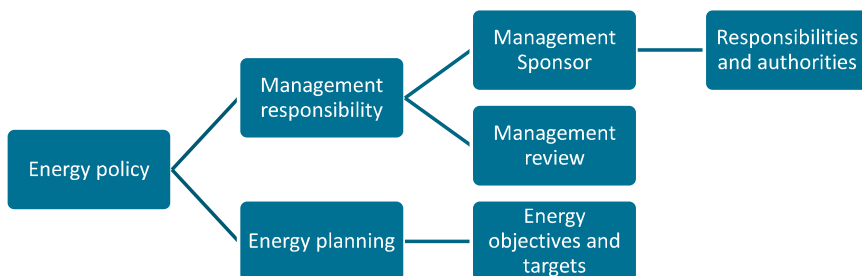 Energy policy
Management
responsibility
Management
Sponsor
Responsibilities
and authorities
Management
review
Energy planning
Energy
objectives and
targets